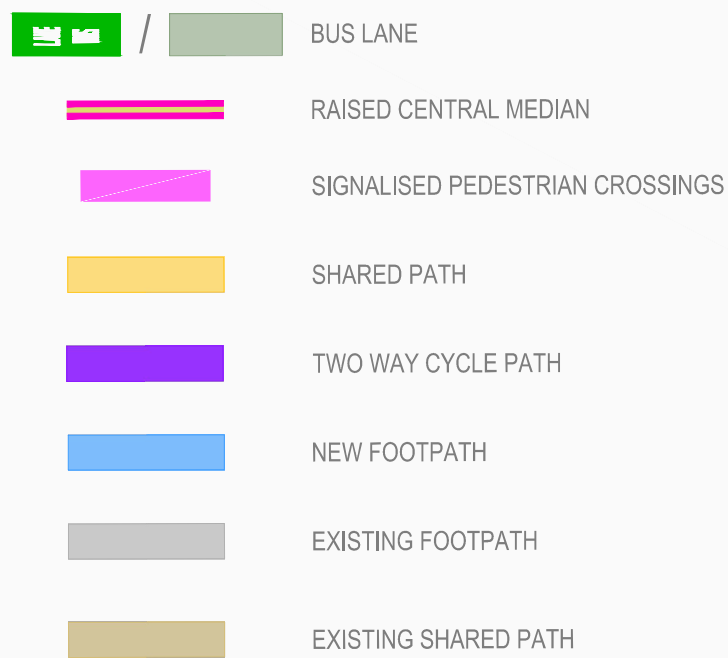 / BUS LANE
RAISED CENTRAL MEDIAN
SIGNALISED PEDESTRIAN CROSSINGS
SHARED PATH
TWO WAY CYCLE PATH
NEW FOOTPATH
EXISTING FOOTPATH
EXISTING SHARED PATH